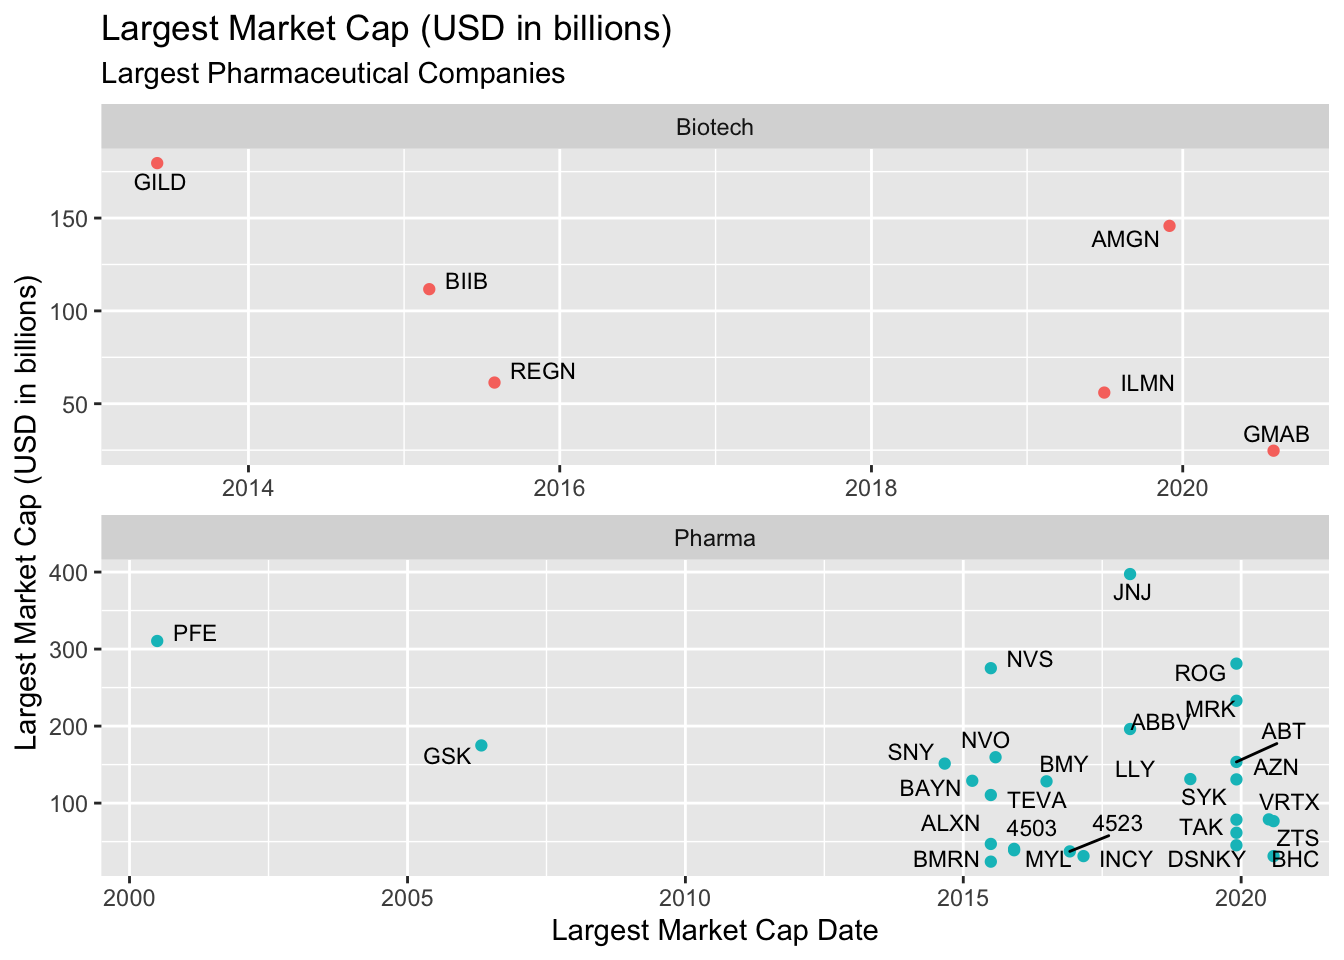 Largest Market Cap (USD in billions)
Largest Pharmaceutical Companies
Largest Market Cap (USD in billions)
Biotech
GILD
150
AMGN
BIIB
100
REGN
ILMN
50
GMAB
2014 2016 2018 2020
Pharma
400
JNJ
PFE
300
NVS
ROG
MRK
200
ABBV
ABT
NVO
SNY
GSK
BMY
LLY
AZN
BAYN
100
TEVA
SYK
VRTX
ALXN
4503
4523
TAK
ZTS
BMRN
MYL
INCY
DSNKY
BHC
2000 2005 2010 2015 2020
Largest Market Cap Date